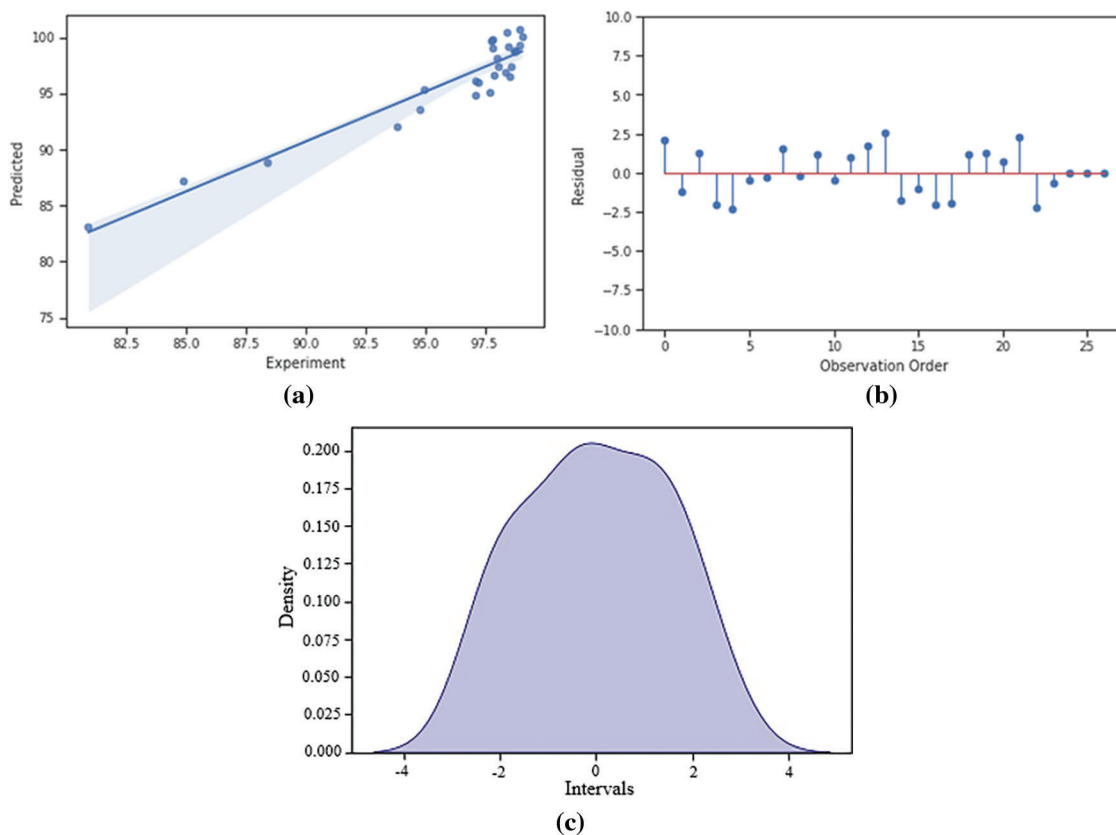 100
95
90
85
80
75
Predicted
82.5 85.0 87.5 90.0 92.5 95.0 97.5
Experiment
(a)
10.0
7.5
5.0
2.5
0.0
−2.5
−5.0
−7.5
−10.0
Residual
0 5 10 15 20 25
Observation Order
(b)
0.200
0.175
0.150
0.125
0.100
0.075
0.050
0.025
0.000
Density
-4 -2 0 2 4
Intervals
(c)